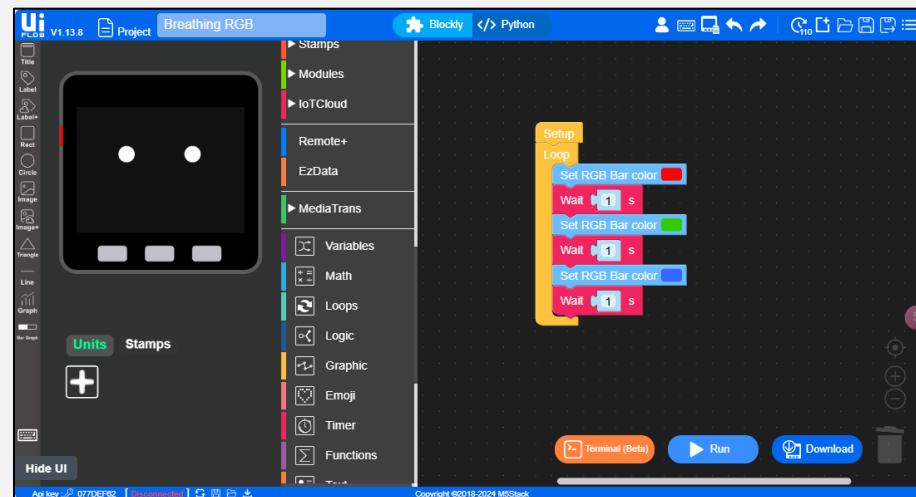 Ui
FLOW
V1.13.8
Project
Breathing RGB
Blockly
</> Python
110
Title
Label
Label+
Rect
Circle
Image
Image+
Triangle
Line
Graph
Bar Graph
Units
Stamps
Hide UI
Stamps
Modules
IoTCloud
Remote+
EzData
MediaTrans
Variables
Math
Loops
Logic
Graphic
Emoji
Timer
Functions
Text
Setup
Loop
Set RGB Bar color
Wait 1 s
Set RGB Bar color
Wait 1 s
Set RGB Bar color
Wait 1 s
Terminal (Beta)
Run
Download
Api key : 077DEF62 [ Disconnected ]
Copyright ©2018-2024 M5Stack